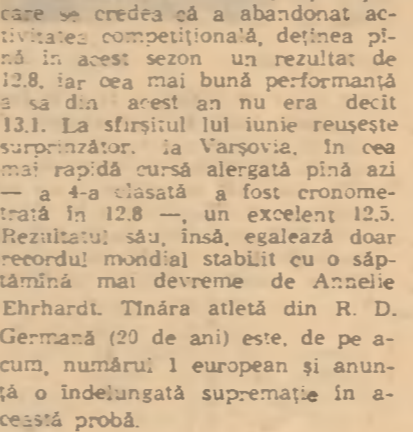 care se credea că a abandonat ac-
tivitatea competițională, deținea pî-
nă în acest sezon un rezultat de
12.8, iar cea mai bună performanță
a sa din acest an nu era decît
13.1. La sfîrșitul lui iunie reușește
surprinzător, la Varșovia, în cea
mai rapidă cursă alergată pînă azi
— a 4-a clasată a fost cronome-
trată în 12.8 —, un excelent 12.5.
Rezultatul său, însă, egalează doar
recordul mondial stabilit cu o săp-
tămînă mai devreme de Annelie
Ehrhardt. Tînăra atletă din R. D.
Germană (20 de ani) este, de pe a-
cum, numărul 1 european și anun-
ță o îndelungată supremație în a-
ceastă probă.